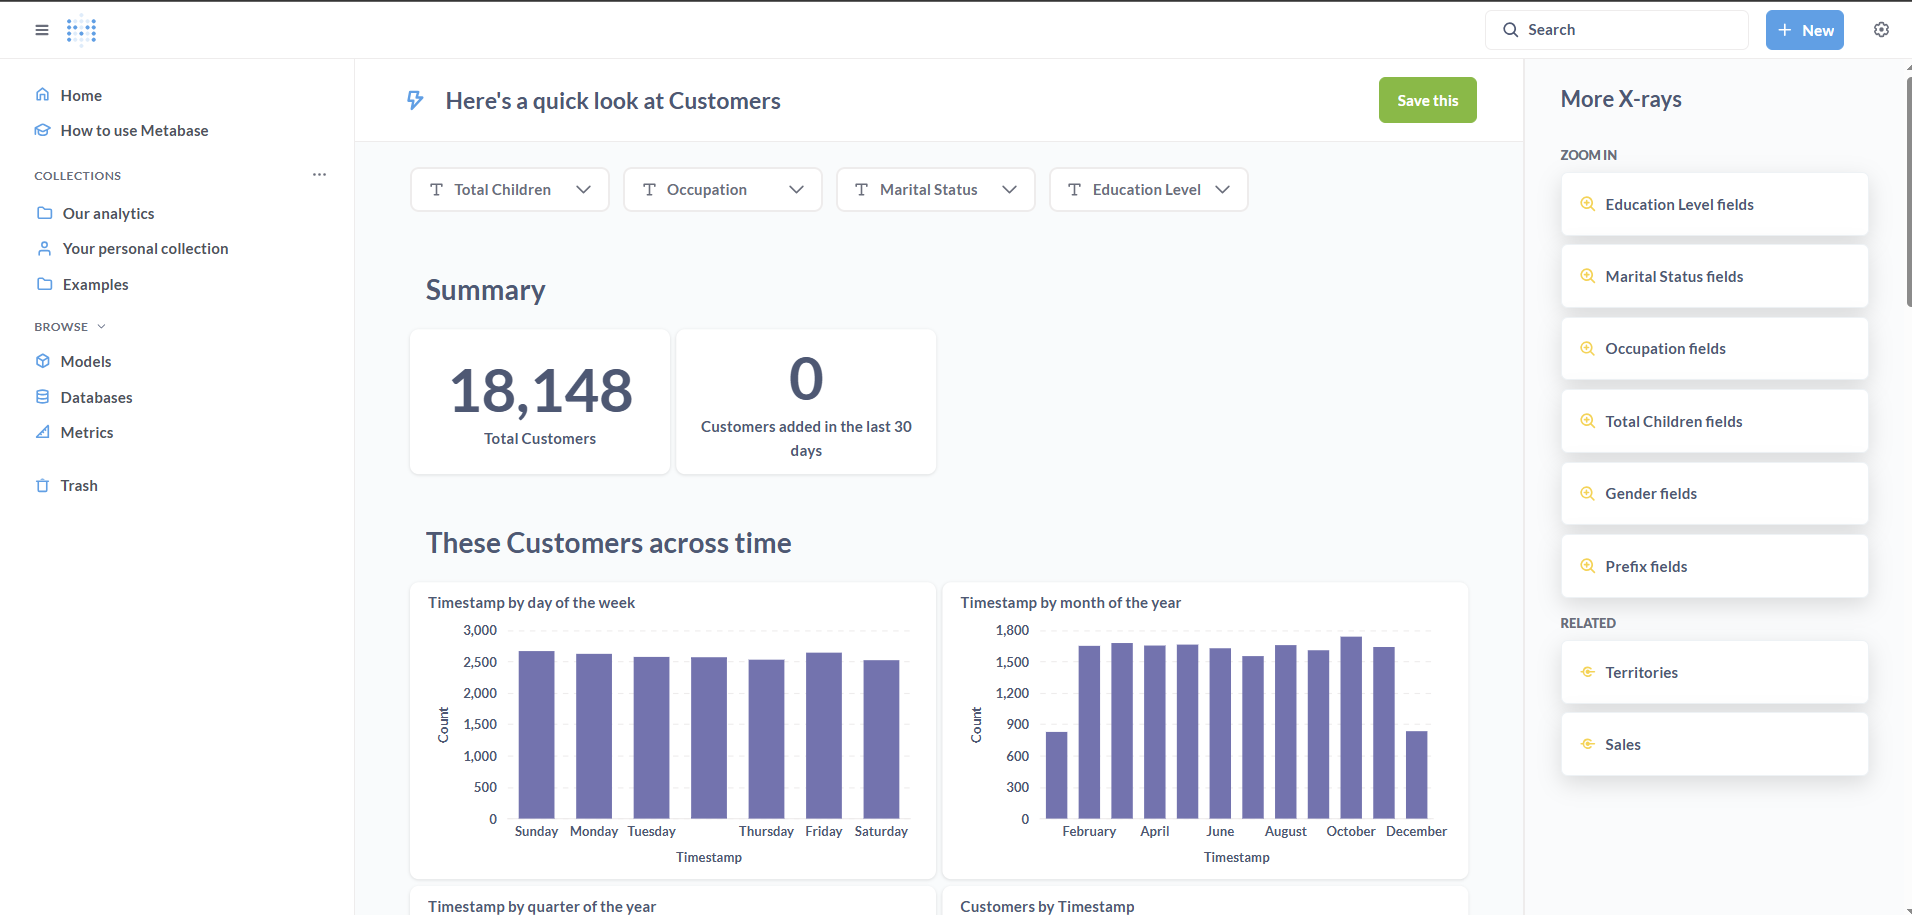 Search
New
Home
How to use Metabase
COLLECTIONS
Our analytics
Your personal collection
Examples
BROWSE
Models
Databases
Metrics
Trash
Here's a quick look at Customers
Save this
Total Children
Occupation
Marital Status
Education Level
Summary
18,148
Total Customers
0
Customers added in the last 30
days
These Customers across time
Timestamp by day of the week
3,000
2,500
2,000
1,500
1,000
500
0
Count
Sunday Monday Tuesday Thursday Friday Saturday
Timestamp
Timestamp by month of the year
1,800
1,500
1,200
900
600
300
0
Count
February April June August October December
Timestamp
Timestamp by quarter of the year
Customers by Timestamp
More X-rays
ZOOM IN
Education Level fields
Marital Status fields
Occupation fields
Total Children fields
Gender fields
Prefix fields
RELATED
Territories
Sales